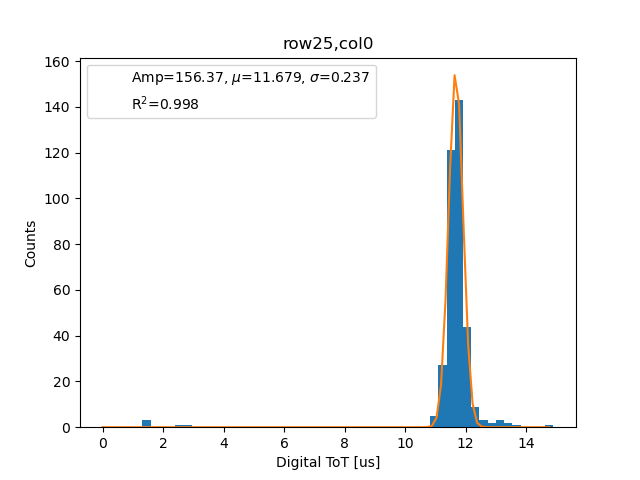 row25,col0
Amp=156.37, μ=11.679, σ=0.237
R²=0.998
Counts
160
140
120
100
80
60
40
20
0
0 2 4 6 8 10 12 14
Digital ToT [us]